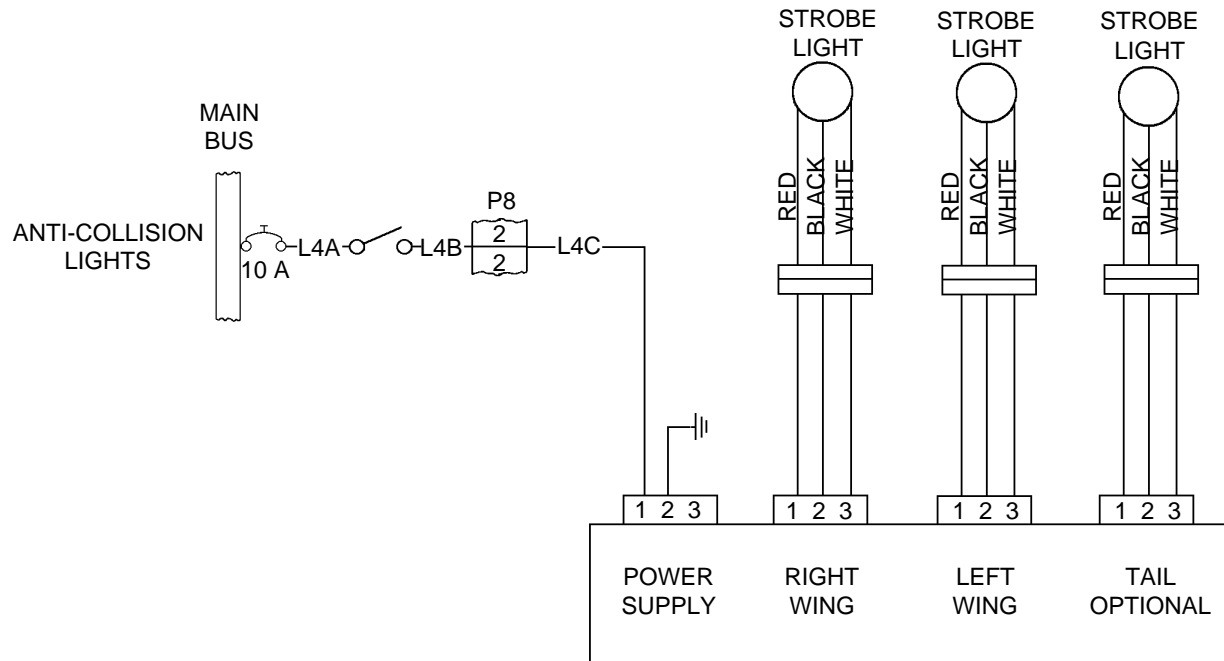 STROBE
LIGHT
STROBE
LIGHT
STROBE
LIGHT
MAIN
BUS
ANTI-COLLISION
LIGHTS
10 A
L4A
L4B
P8
2
2
L4C
RED
BLACK
WHITE
RED
BLACK
WHITE
RED
BLACK
WHITE
1 2 3
1 2 3
1 2 3
1 2 3
POWER
SUPPLY
RIGHT
WING
LEFT
WING
TAIL
OPTIONAL